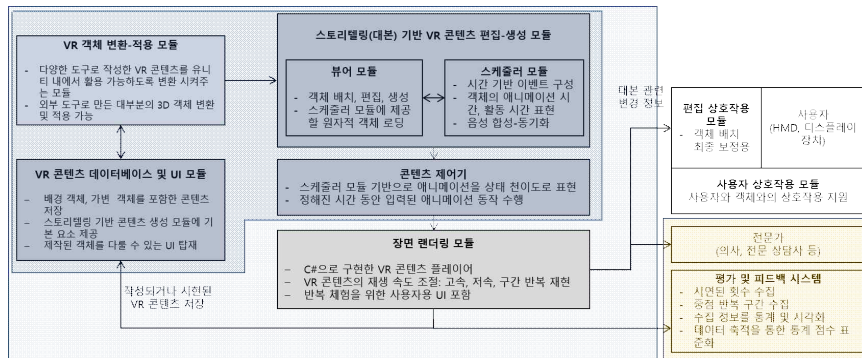 VR 객체 변환-적용 모듈
- 다양한 도구로 작성한 VR 콘텐츠를 유니
티 내에서 활용 가능하도록 변환 시켜주
는 모듈
- 외부 도구로 만든 대부분의 3D 객체 변환
및 적용 가능
스토리텔링(대본) 기반 VR 콘텐츠 편집-생성 모듈
뷰어 모듈
- 객체 배치, 편집, 생성
- 스케줄러 모듈에 제공
할 원자적 객체 로딩
스케줄러 모듈
- 시간 기반 이벤트 구성
- 객체의 애니메이션 시
간, 활동 시간 표현
- 음성 합성-동기화
VR 콘텐츠 데이터베이스 및 UI 모듈
– 배경 객체, 가변 객체를 포함한 콘텐츠
저장
– 스토리텔링 기반 콘텐츠 생성 모듈에 기
본 요소 제공
– 제작된 객체를 다룰 수 있는 UI 탑재
콘텐츠 제어기
- 스케줄러 모듈 기반으로 애니메이션을 상태 천이도로 표현
- 정해진 시간 동안 입력된 애니메이션 동작 수행
장면 랜더링 모듈
– C#으로 구현한 VR 콘텐츠 플레이어
– VR 콘텐츠의 재생 속도 조절: 고속, 저속, 구간 반복 재현
– 반복 체험을 위한 사용자용 UI 포함
작성되거나 시현된
VR 콘텐츠 저장
대본 관련
변경 정보
편집 상호작용
모듈
- 객체 배치
최종 보정용
사용자
(HMD, 디스플레이
장치)
사용자 상호작용 모듈
사용자와 객체와의 상호작용 지원
전문가
(의사, 전문 상담사 등)
평가 및 피드백 시스템
- 시연된 횟수 수집
- 중점 반복 구간 수집
- 수집 정보를 통계 및 시각화
- 데이터 축적을 통한 통계 점수 표
준화